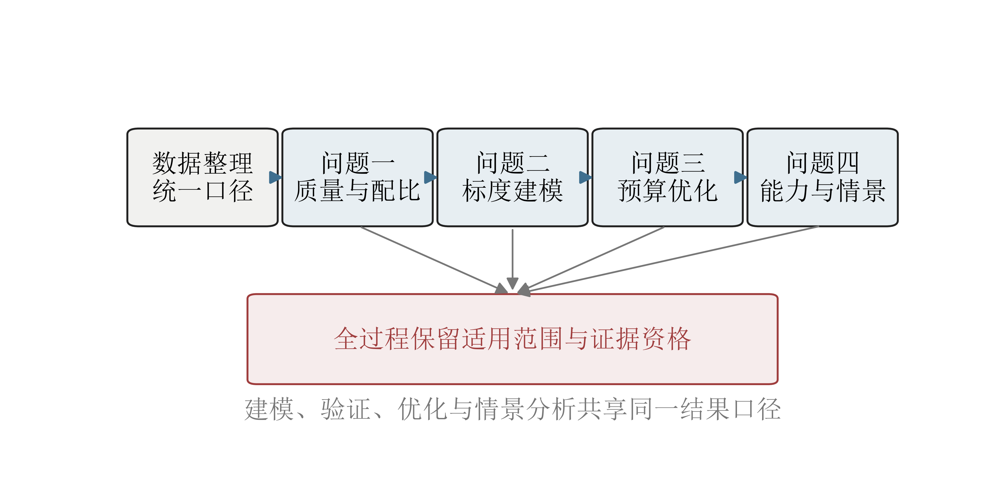 数据整理
统一口径
问题一
质量与配比
问题二
标度建模
问题三
预算优化
问题四
能力与情景
全过程保留适用范围与证据资格
建模、验证、优化与情景分析共享同一结果口径